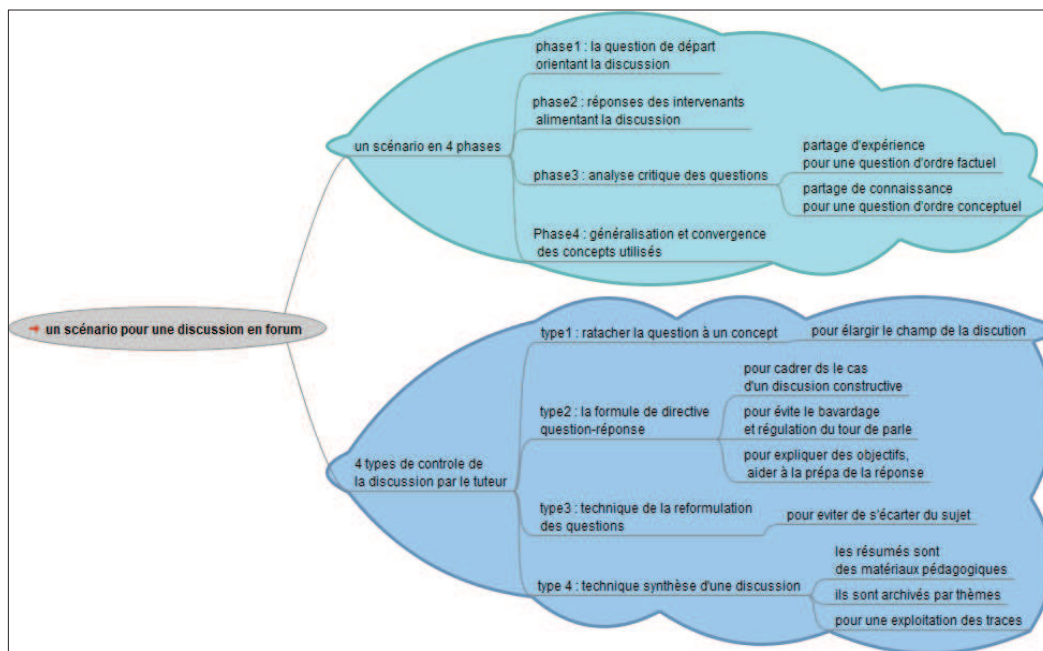 phase1 : la question de départ
orientant la discussion
phase2 : réponses des intervenants
alimentant la discussion
un scénario en 4 phases
phase3 : analyse critique des questions
partage d'expérience
pour une question d'ordre factuel
partage de connaissance
pour une question d'ordre conceptuel
Phase4 : généralisation et convergence
des concepts utilisés
un scénario pour une discussion en forum
type1 : ratacher la question à un concept
pour élargir le champ de la discution
type2 : la formule de directive
question-réponse
pour cadrer ds le cas
d'un discusion constructive
pour évite le bavardage
et régulation du tour de parle
pour expliquer des objectifs,
aider à la prépa de la réponse
4 types de controle de
la discussion par le tuteur
type3 : technique de la reformulation
des questions
pour eviter de s'écarter du sujet
type 4 : technique synthèse d'une discussion
les résumés sont
des matériaux pédagogiques
ils sont archivés par thèmes
pour une exploitation des traces